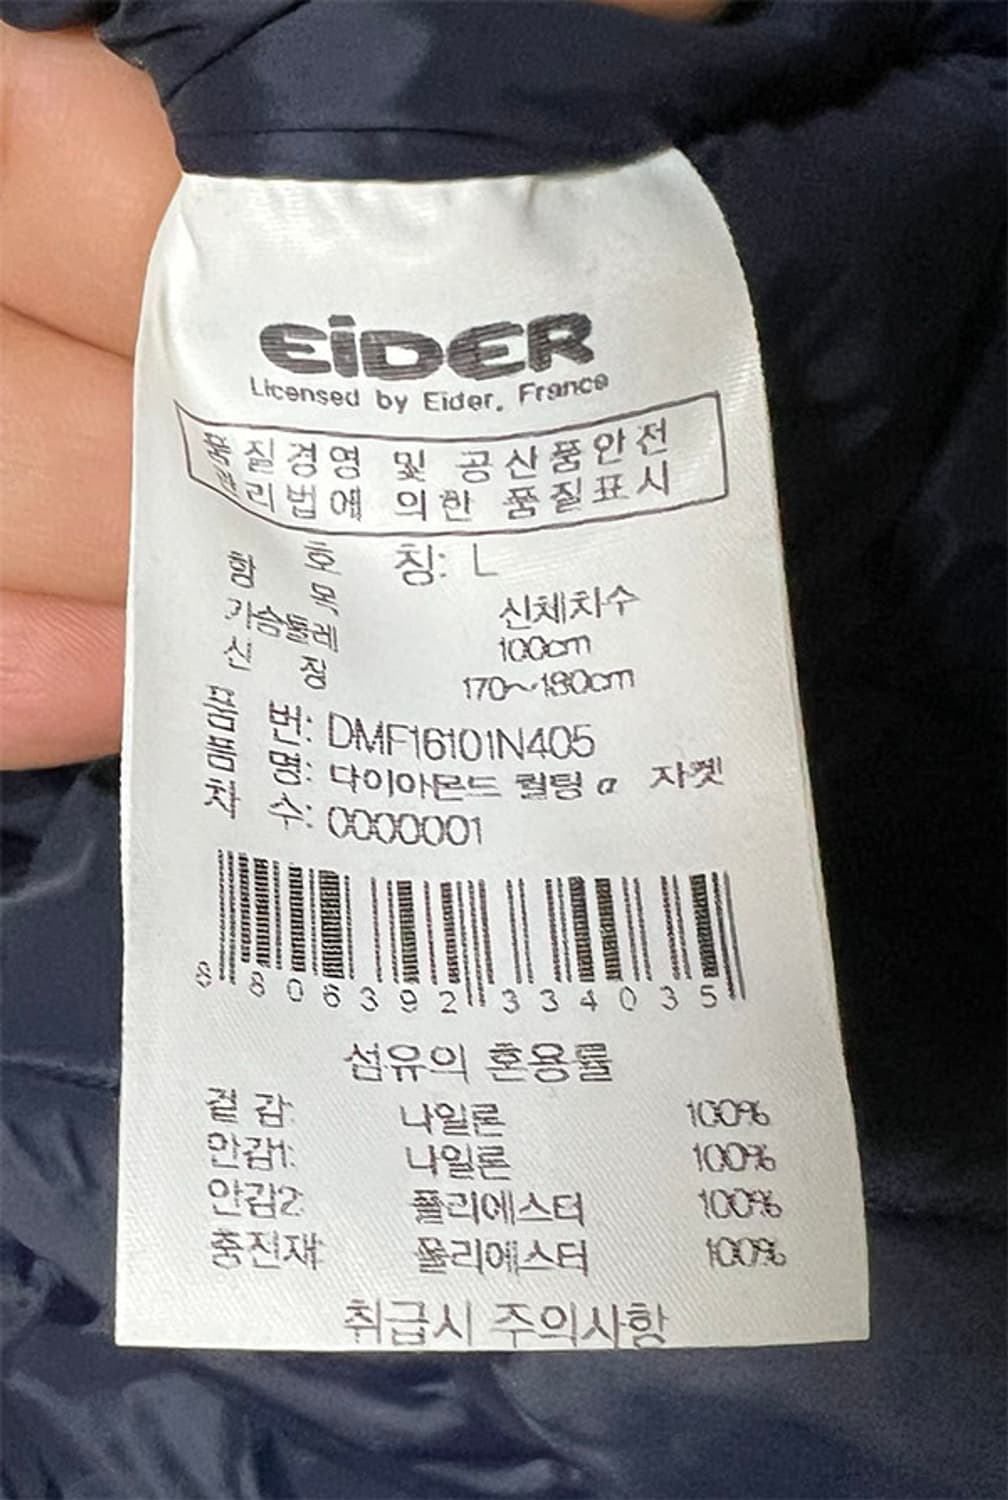 EiDER
Licensed by Eider, France
품질경영 및 공산품안전
관리법에 의한 품질표시
호 칭: L
항 목 신체치수
가슴둘레 100cm
신 장 170~180cm
품 번: DMF16101N405
품 명: 다이아몬드 퀼팅 α 자켓
차 수: 0000001
8 806392 334035
섬유의 혼용률
겉감: 나일론 100%
안감1: 나일론 100%
안감2: 폴리에스터 100%
충전재: 폴리에스터 100%
취급시 주의사항